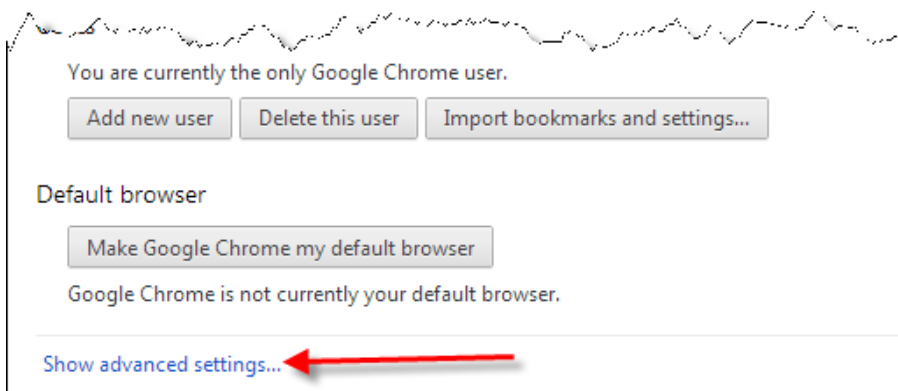 You are currently the only Google Chrome user.
Add new user Delete this user Import bookmarks and settings...
Default browser
Make Google Chrome my default browser
Google Chrome is not currently your default browser.
Show advanced settings...